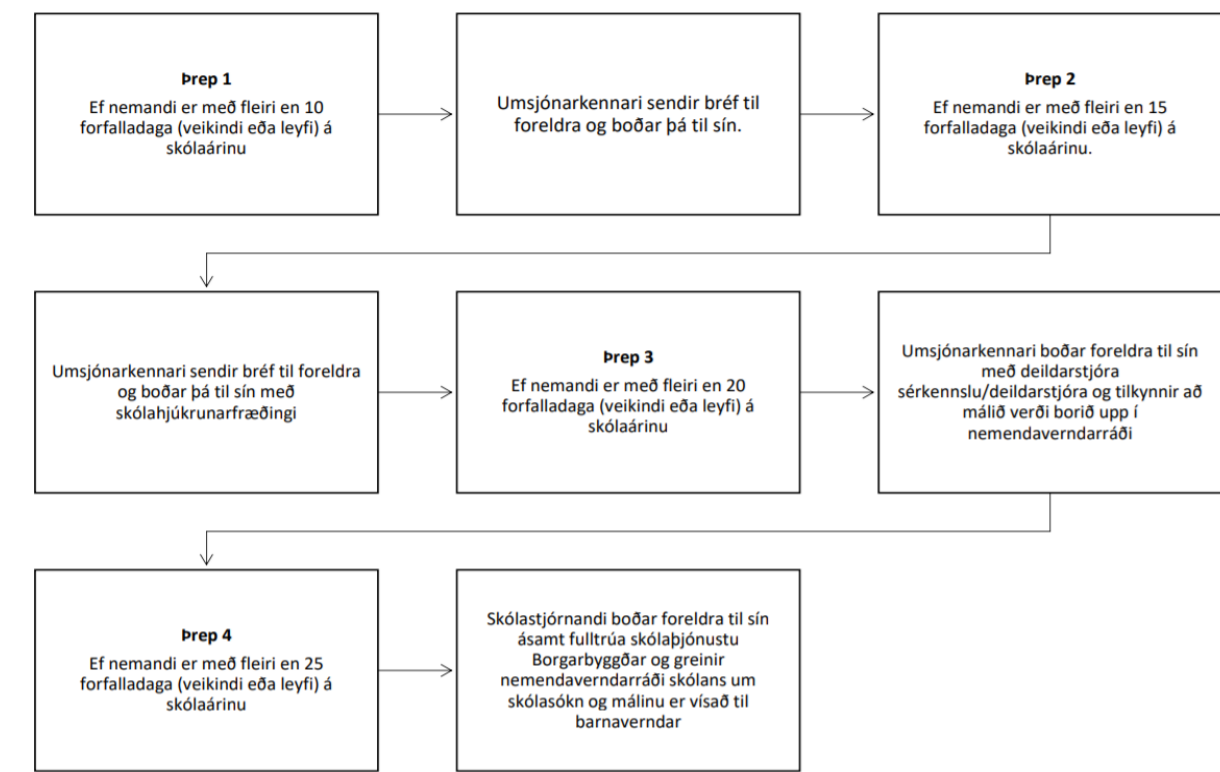 Þrep 1
Ef nemandi er með fleiri en 10
forfalladaga (veikindi eða leyfi) á
skólaárinu
Umsjónarkennari sendir bréf til
foreldra og boðar þá til sín.
Þrep 2
Ef nemandi er með fleiri en 15
forfalladaga (veikindi eða leyfi) á
skólaárinu.
Umsjónarkennari sendir bréf til foreldra
og boðar þá til sín með
skólahjúkrunarfræðingi
Þrep 3
Ef nemandi er með fleiri en 20
forfalladaga (veikindi eða leyfi) á
skólaárinu
Umsjónarkennari boðar foreldra til sín
með deildarstjóra
sérkennslu/deildarstjóra og tilkynnir að
málið verði borið upp í
nemendaverndarráði
Þrep 4
Ef nemandi er með fleiri en 25
forfalladaga (veikindi eða leyfi) á
skólaárinu
Skólastjórnandi boðar foreldra til sín
ásamt fulltrúa skólaþjónustu
Borgarbyggðar og greinir
nemendaverndarráði skólans um
skólasókn og málinu er vísað til
barnaverndar